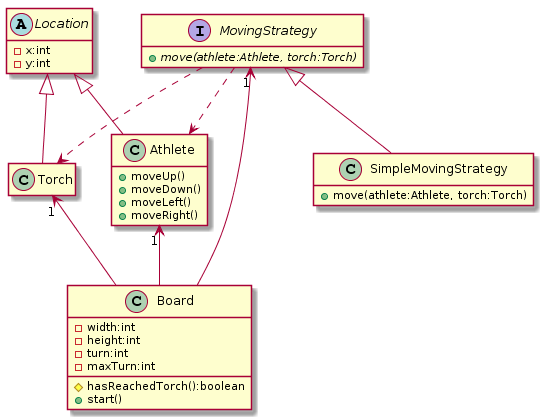 A Location
x:int
y:int
I MovingStrategy
move(athlete:Athlete, torch:Torch)
1
C Torch
1
C Athlete
moveUp()
moveDown()
moveLeft()
moveRight()
1
C SimpleMovingStrategy
move(athlete:Athlete, torch:Torch)
C Board
width:int
height:int
turn:int
maxTurn:int
hasReachedTorch():boolean
start()